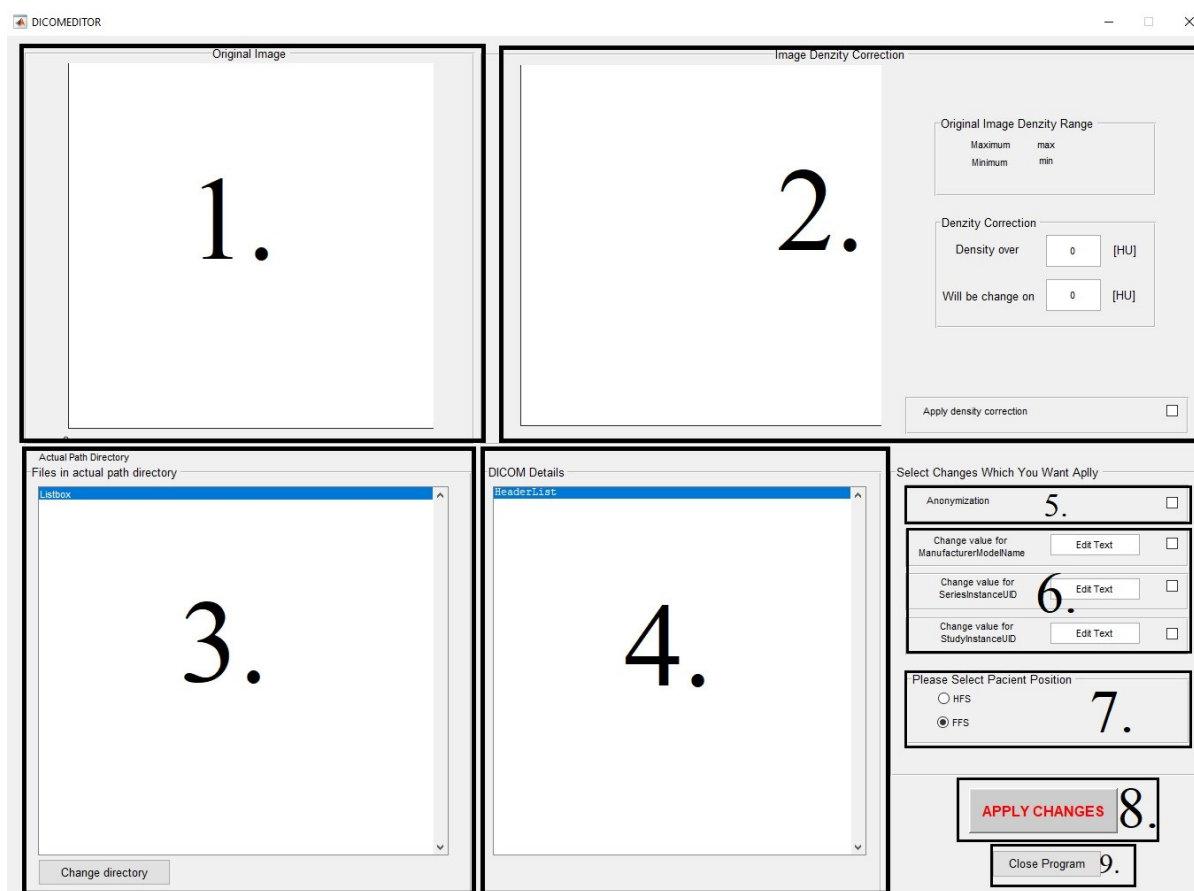 DICOMEDITOR
Original Image
1.
Image Denzity Correction
2.
Original Image Denzity Range
Maximum max
Minimum min
Denzity Correction
Density over 0 [HU]
Will be change on 0 [HU]
Apply density correction
Actual Path Directory
Files in actual path directory
Listbox
3.
Change directory
DICOM Details
HeaderList
4.
Select Changes Which You Want Aplly
Anonymization 5.
Change value for
ManufacturerModelName Edit Text
Change value for
SeriesInstanceUID 6. Edit Text
Change value for
StudyInstanceUID Edit Text
Please Select Pacient Position
HFS
FFS
7.
APPLY CHANGES 8.
Close Program 9.